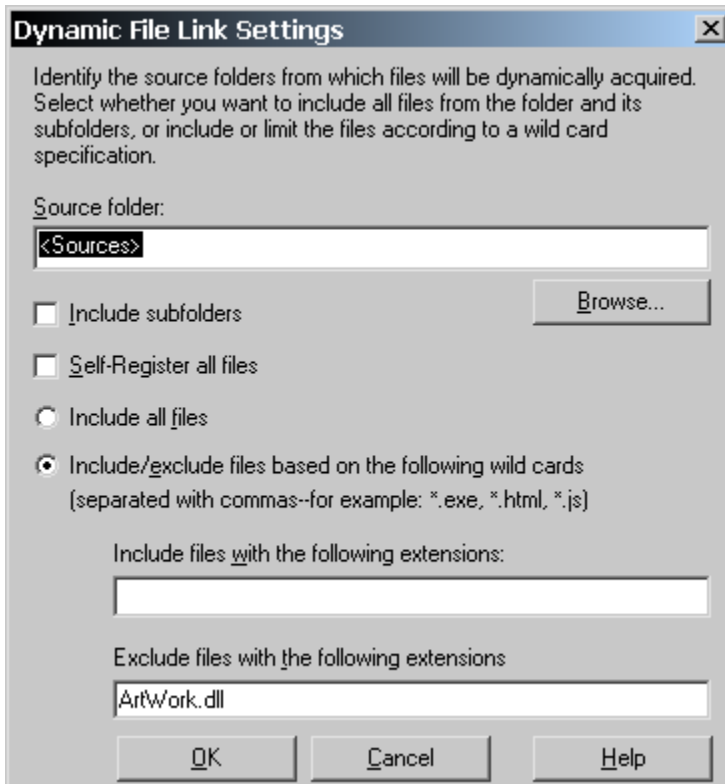 Dynamic File Link Settings
Identify the source folders from which files will be dynamically acquired.
Select whether you want to include all files from the folder and its
subfolders, or include or limit the files according to a wild card
specification.
Source folder:
<Sources>
Browse...
Include subfolders
Self-Register all files
Include all files
Include/exclude files based on the following wild cards
(separated with commas--for example: *.exe, *.html, *.js)
Include files with the following extensions:
Exclude files with the following extensions
ArtWork.dll
OK Cancel Help